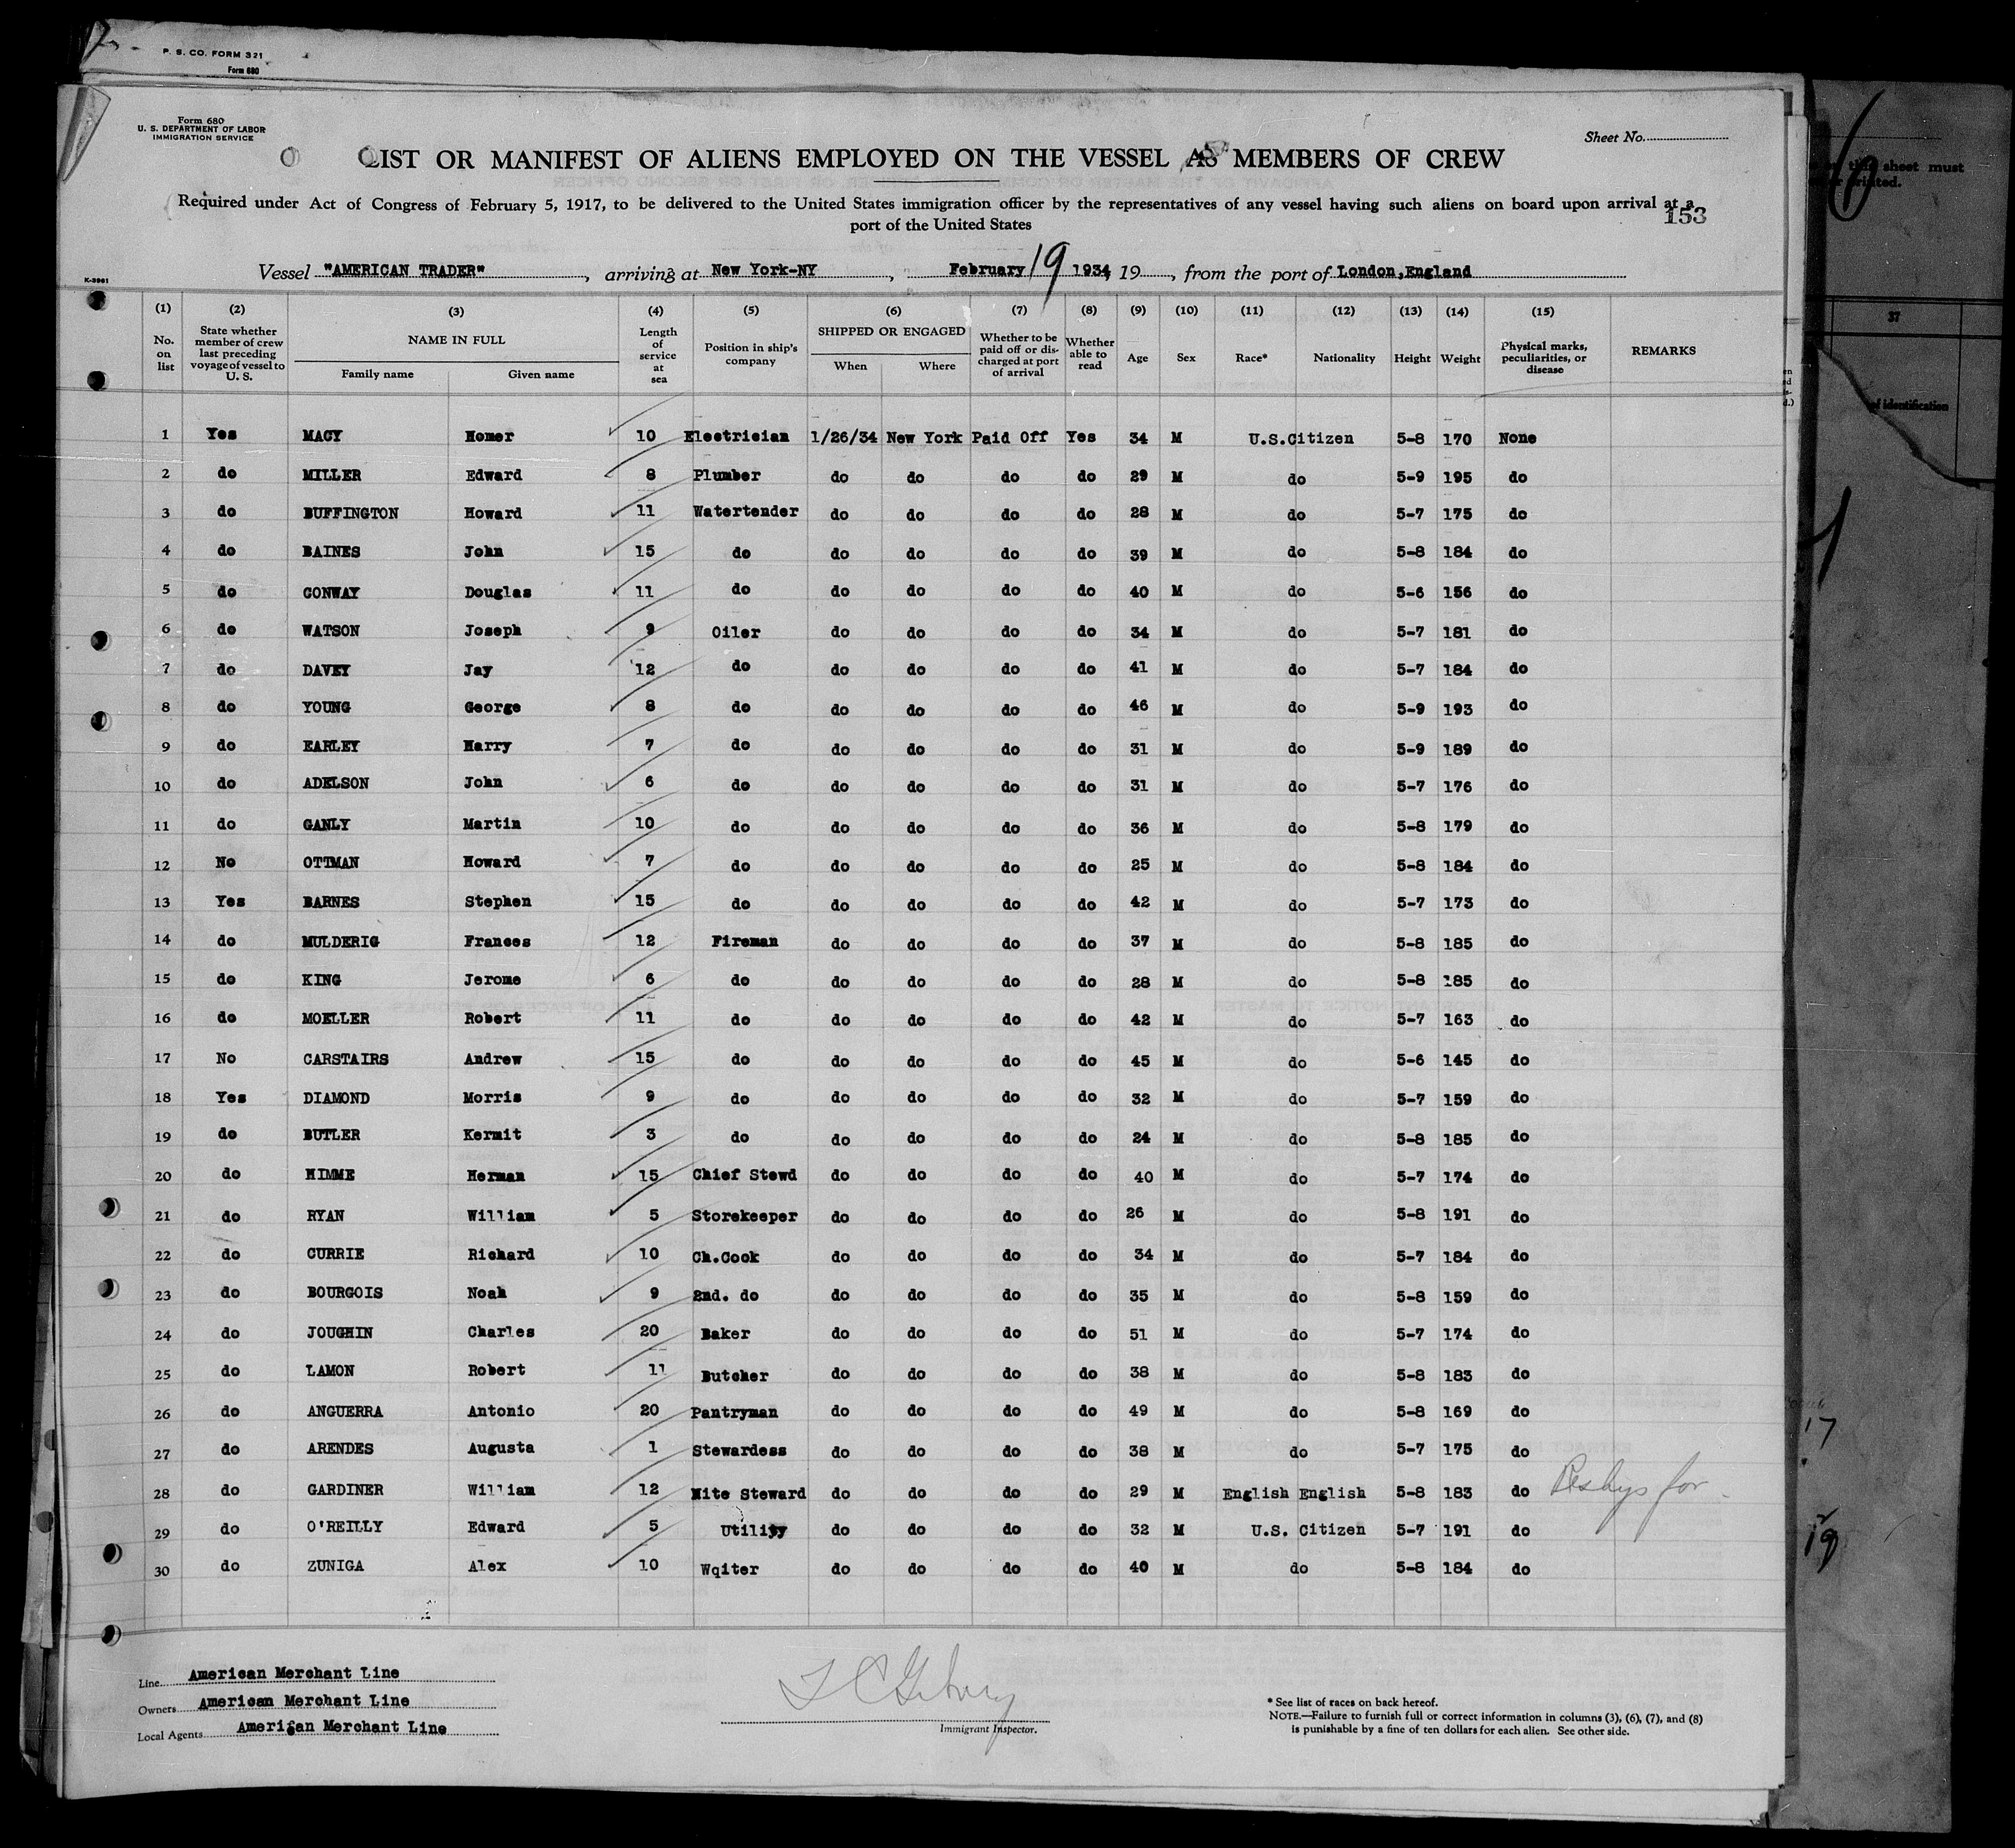 P. S. CO. FORM 321
Form 680
Form 680
U. S. DEPARTMENT OF LABOR
IMMIGRATION SERVICE
Sheet No.
LIST OR MANIFEST OF ALIENS EMPLOYED ON THE VESSEL AS MEMBERS OF CREW
Required under Act of Congress of February 5, 1917, to be delivered to the United States immigration officer by the representatives of any vessel having such aliens on board upon arrival at a
port of the United States
153
Vessel "AMERICAN TRADER", arriving at New York-NY, February 19 1934, 19, from the port of London,England
K-3961
(1) (2) (3) (4) (5) (6) (7) (8) (9) (10) (11) (12) (13) (14) (15)
No. on list State whether member of crew last preceding voyage of vessel to U. S. NAME IN FULL Family name Given name Length of service at sea Position in ship's company SHIPPED OR ENGAGED When Where Whether to be paid off or discharged at port of arrival Whether able to read Age Sex Race* Nationality Height Weight Physical marks, peculiarities, or disease REMARKS
1 Yes MACY Homer 10 Electrician 1/26/34 New York Paid Off Yes 34 M U.S.Citizen 5-8 170 None
2 do MILLER Edward 8 Plumber do do do do 29 M do 5-9 195 do
3 do BUFFINGTON Howard 11 Watertender do do do do 28 M do 5-7 175 do
4 do BAINES John 15 do do do do do 39 M do 5-8 184 do
5 do CONWAY Douglas 11 do do do do do 40 M do 5-6 156 do
6 do WATSON Joseph 9 Oiler do do do do 34 M do 5-7 181 do
7 do DAVEY Jay 12 do do do do do 41 M do 5-7 184 do
8 do YOUNG George 8 do do do do do 46 M do 5-9 193 do
9 do EARLEY Harry 7 do do do do do 31 M do 5-9 189 do
10 do ADELSON John 6 do do do do do 31 M do 5-7 176 do
11 do GANLY Martin 10 do do do do do 36 M do 5-8 179 do
12 No OTTMAN Howard 7 do do do do do 25 M do 5-8 184 do
13 Yes BARNES Stephen 15 do do do do do 42 M do 5-7 173 do
14 do MULDERIG Frances 12 Fireman do do do do 37 M do 5-8 185 do
15 do KING Jerome 6 do do do do do 28 M do 5-8 185 do
16 do MOELLER Robert 11 do do do do do 42 M do 5-7 163 do
17 No CARSTAIRS Andrew 15 do do do do do 45 M do 5-6 145 do
18 Yes DIAMOND Morris 9 do do do do do 32 M do 5-7 159 do
19 do BUTLER Kermit 3 do do do do do 24 M do 5-8 185 do
20 do HIMME Herman 15 Chief Stewd do do do do 40 M do 5-7 174 do
21 do RYAN William 5 Storekeeper do do do do 26 M do 5-8 191 do
22 do CURRIE Richard 10 Ch.Cook do do do do 34 M do 5-7 184 do
23 do BOURGOIS Noah 9 2nd. do do do do do 35 M do 5-8 159 do
24 do JOUGHIN Charles 20 Baker do do do do 51 M do 5-7 174 do
25 do LAMON Robert 11 Butcher do do do do 38 M do 5-8 183 do
26 do ANGUERRA Antonio 20 Pantryman do do do do 49 M do 5-8 169 do
27 do ARENDES Augusta 1 Stewardess do do do do 38 M do 5-7 175 do
28 do GARDINER William 12 Nite Steward do do do do 29 M English English 5-8 183 do
29 do O'REILLY Edward 5 Utiliyy do do do do 32 M U.S. Citizen 5-7 191 do
30 do ZUNIGA Alex 10 Wqiter do do do do 40 M do 5-8 184 do
Line American Merchant Line
Owners American Merchant Line
Local Agents American Merchant Line
Immigrant Inspector.
* See list of races on back hereof.
NOTE.—Failure to furnish full or correct information in columns (3), (6), (7), and (8)
is punishable by a fine of ten dollars for each alien. See other side.
sheet must
printed.
37
of identification
17
19